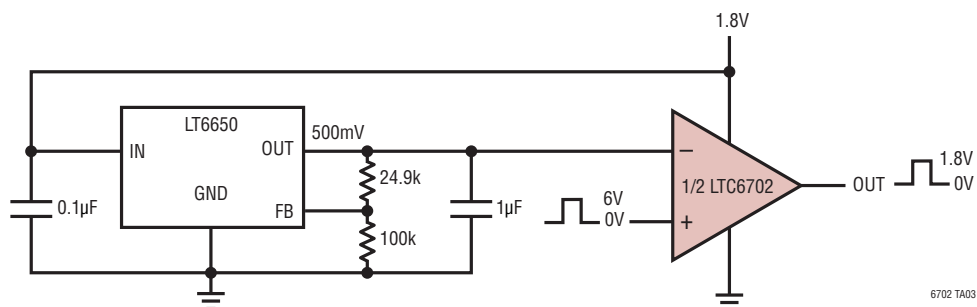 1.8V
LT6650
IN
OUT
GND
FB
500mV
24.9k
100k
0.1µF
1µF
6V
0V
−
+
1/2 LTC6702
OUT
1.8V
0V
6702 TA03